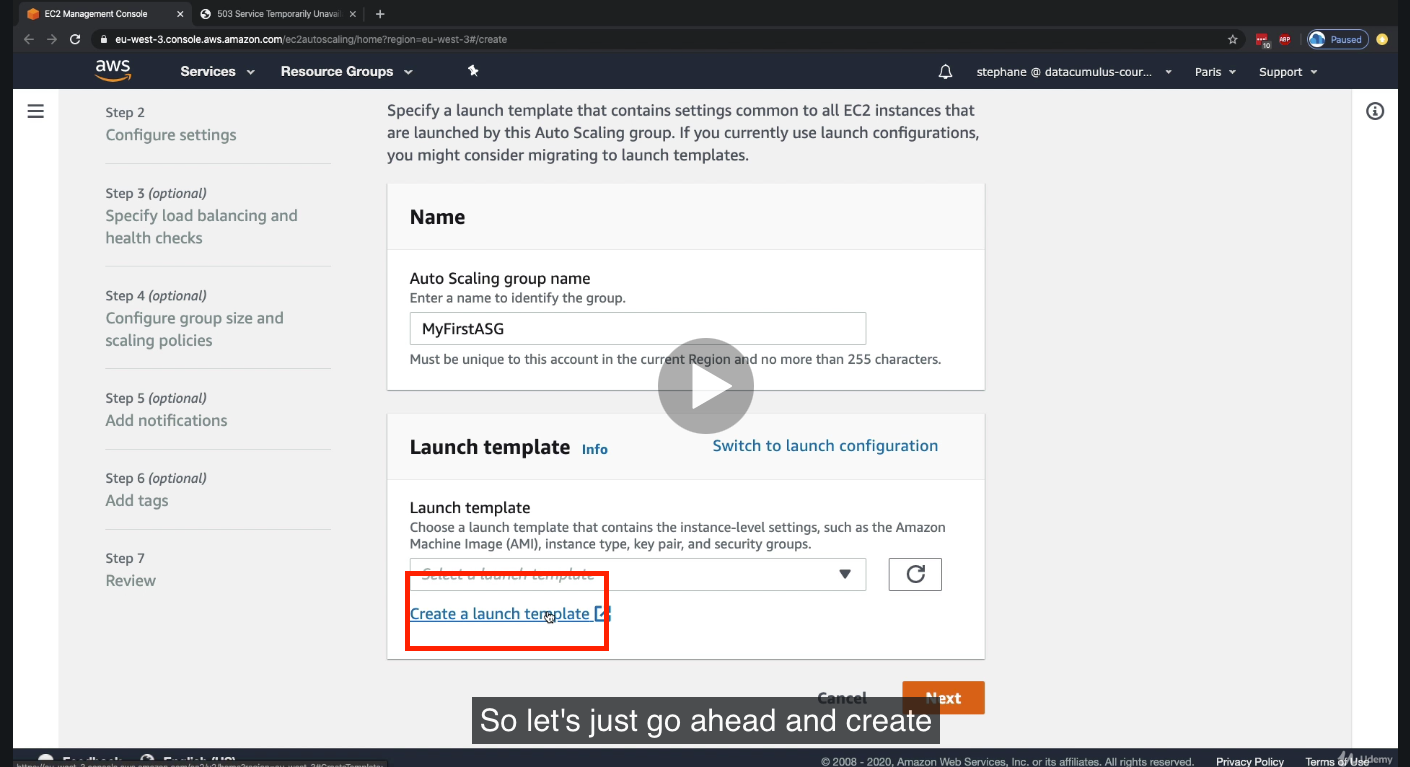 EC2 Management Console
503 Service Temporarily Unavail
eu-west-3.console.aws.amazon.com/ec2autoscaling/home?region=eu-west-3#/create
10
ABP
Paused
aws
Services
Resource Groups
stephane @ datacumulus-cour...
Paris
Support
Step 2
Configure settings
Step 3 (optional)
Specify load balancing and
health checks
Step 4 (optional)
Configure group size and
scaling policies
Step 5 (optional)
Add notifications
Step 6 (optional)
Add tags
Step 7
Review
Specify a launch template that contains settings common to all EC2 instances that
are launched by this Auto Scaling group. If you currently use launch configurations,
you might consider migrating to launch templates.
Name
Auto Scaling group name
Enter a name to identify the group.
MyFirstASG
Must be unique to this account in the current Region and no more than 255 characters.
Launch template Info
Switch to launch configuration
Launch template
Choose a launch template that contains the instance-level settings, such as the Amazon
Machine Image (AMI), instance type, key pair, and security groups.
Select a launch template
Create a launch template
Cancel
Next
So let's just go ahead and create
Feedback
English (US)
© 2008 - 2020, Amazon Web Services, Inc. or its affiliates. All rights reserved.
Privacy Policy
Terms of Use
Udemy